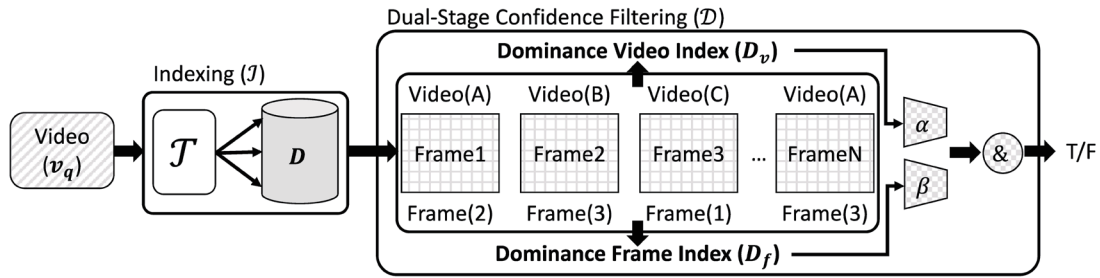 Dual-Stage Confidence Filtering (𝒟)
Dominance Video Index (D_v)
Indexing (ℐ)
Video(A) Video(B) Video(C) Video(A)
α
Video
(v_q)
𝒯
D
Frame1 Frame2 Frame3 ... FrameN
& T/F
β
Frame(2) Frame(3) Frame(1) Frame(3)
Dominance Frame Index (D_f)